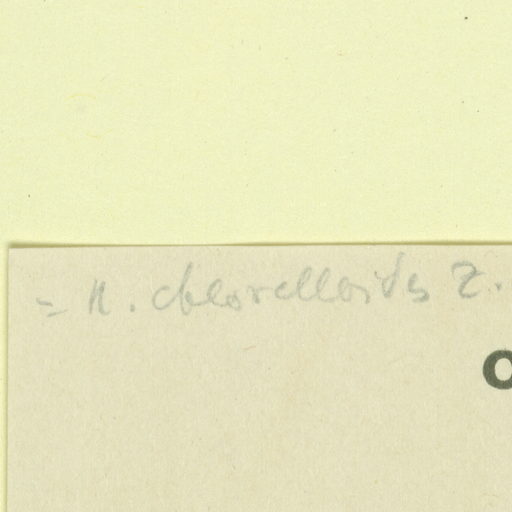 = H. chlorelloides Z.
O